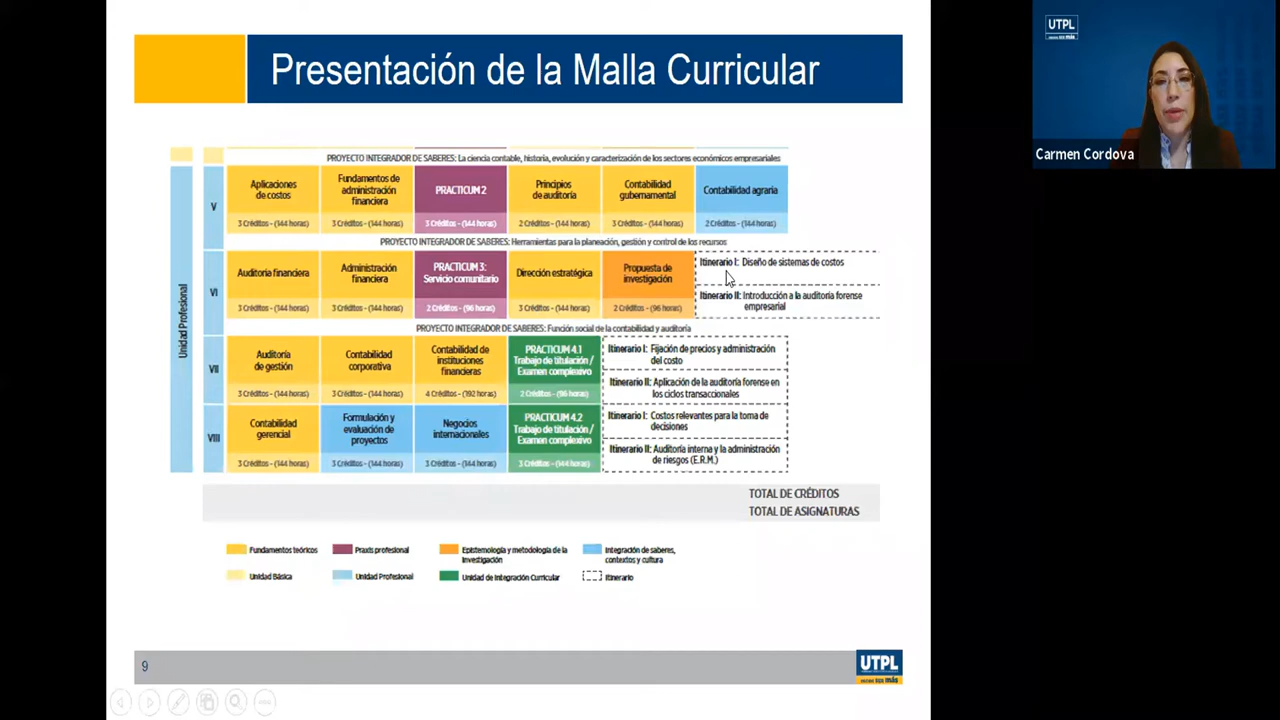 Presentación de la Malla Curricular
UTPL
Carmen Cordova
PROYECTO INTEGRADOR DE SABERES: La ciencia contable, historia, evolución y caracterización de los sectores económicos empresariales
Unidad Profesional
V
Aplicaciones
de costos
3 Créditos - (144 horas)
Fundamentos de
administración
financiera
3 Créditos - (144 horas)
PRACTICUM 2
3 Créditos - (144 horas)
Principios
de auditoría
2 Créditos - (144 horas)
Contabilidad
gubernamental
3 Créditos - (144 horas)
Contabilidad agraria
2 Créditos - (144 horas)
PROYECTO INTEGRADOR DE SABERES: Herramientas para la planeación, gestión y control de los recursos
VI
Auditoría financiera
3 Créditos - (144 horas)
Administración
financiera
3 Créditos - (144 horas)
PRACTICUM 3:
Servicio comunitario
2 Créditos - (96 horas)
Dirección estratégica
3 Créditos - (144 horas)
Propuesta de
investigación
2 Créditos - (96 horas)
Itinerario I: Diseño de sistemas de costos
Itinerario II: Introducción a la auditoría forense
empresarial
PROYECTO INTEGRADOR DE SABERES: Función social de la contabilidad y auditoría
VII
Auditoría
de gestión
3 Créditos - (144 horas)
Contabilidad
corporativa
3 Créditos - (144 horas)
Contabilidad de
instituciones
financieras
4 Créditos - (192 horas)
PRACTICUM 4.1
Trabajo de titulación /
Examen complexivo
2 Créditos - (96 horas)
Itinerario I: Fijación de precios y administración
del costo
Itinerario II: Aplicación de la auditoría forense en
los ciclos transaccionales
VIII
Contabilidad
gerencial
3 Créditos - (144 horas)
Formulación y
evaluación de
proyectos
3 Créditos - (144 horas)
Negocios
internacionales
3 Créditos - (144 horas)
PRACTICUM 4.2
Trabajo de titulación /
Examen complexivo
3 Créditos - (144 horas)
Itinerario I: Costos relevantes para la toma de
decisiones
Itinerario II: Auditoría interna y la administración
de riesgos (E.R.M.)
TOTAL DE CRÉDITOS
TOTAL DE ASIGNATURAS
Fundamentos teóricos
Praxis profesional
Epistemología y metodología de la
investigación
Integración de saberes,
contextos y cultura
Unidad Básica
Unidad Profesional
Unidad de Integración Curricular
Itinerario
9
UTPL